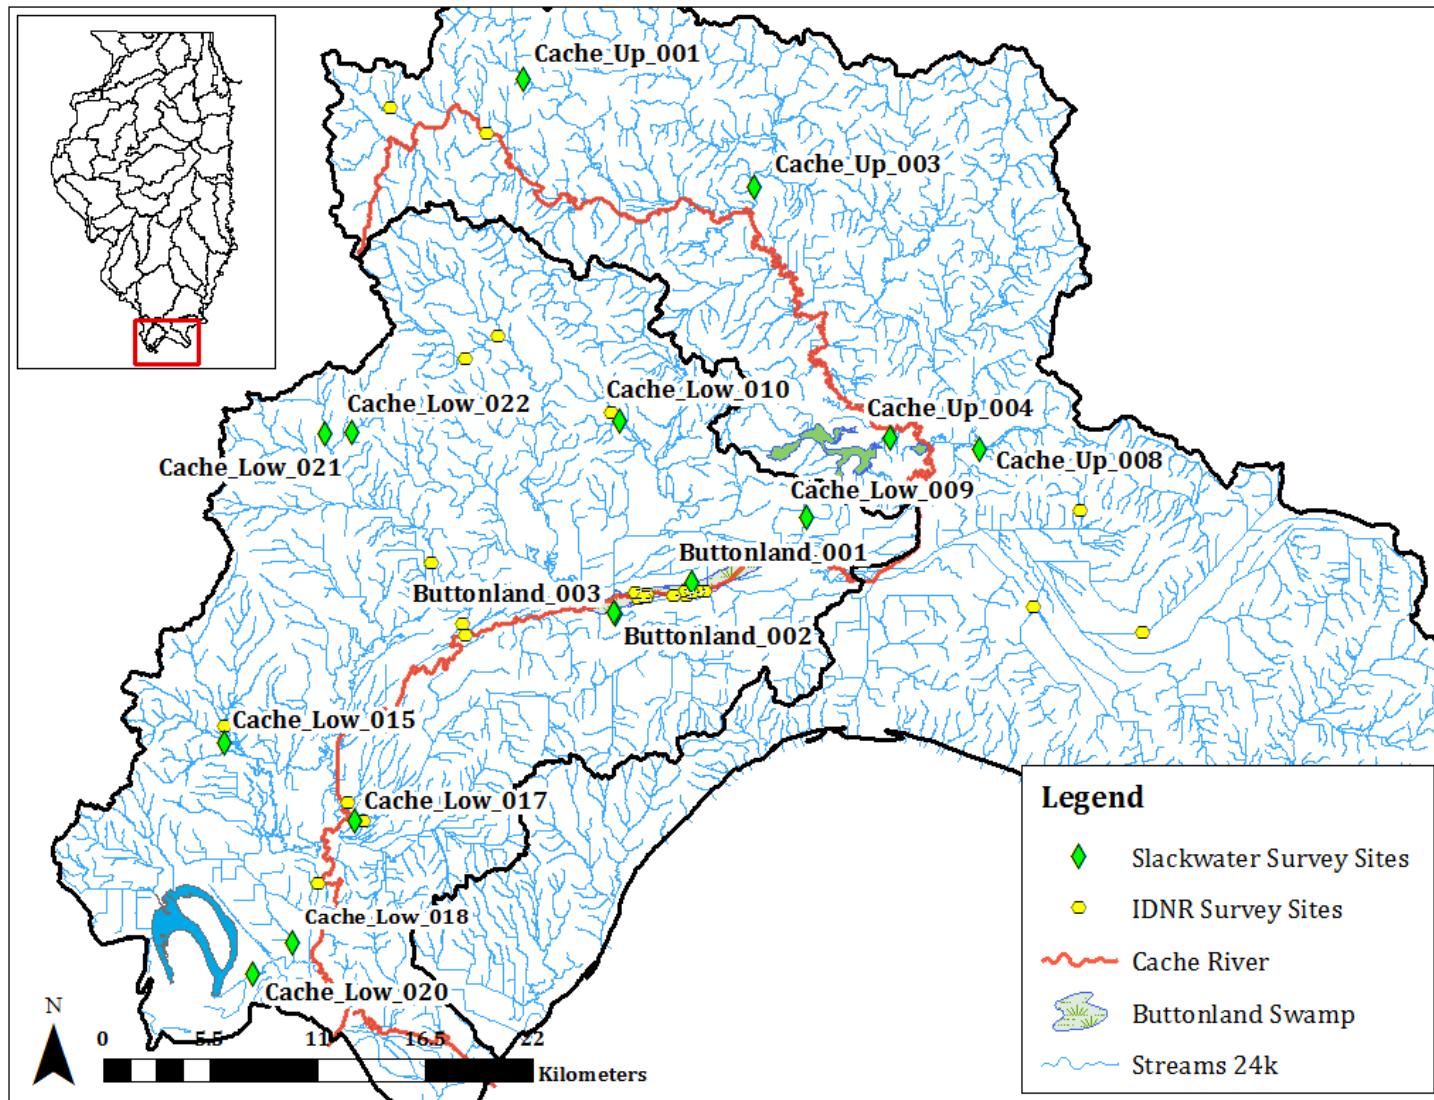 Cache_Up_001
Cache_Up_003
Cache_Low_010
Cache_Low_022
Cache_Up_004
Cache_Low_021
Cache_Up_008
Cache_Low_009
Buttonland_001
Buttonland_003
Buttonland_002
Cache_Low_015
Cache_Low_017
Cache_Low_018
Cache_Low_020
Legend
Slackwater Survey Sites
IDNR Survey Sites
Cache River
Buttonland Swamp
Streams 24k
N
0 5.5 11 16.5 22
Kilometers